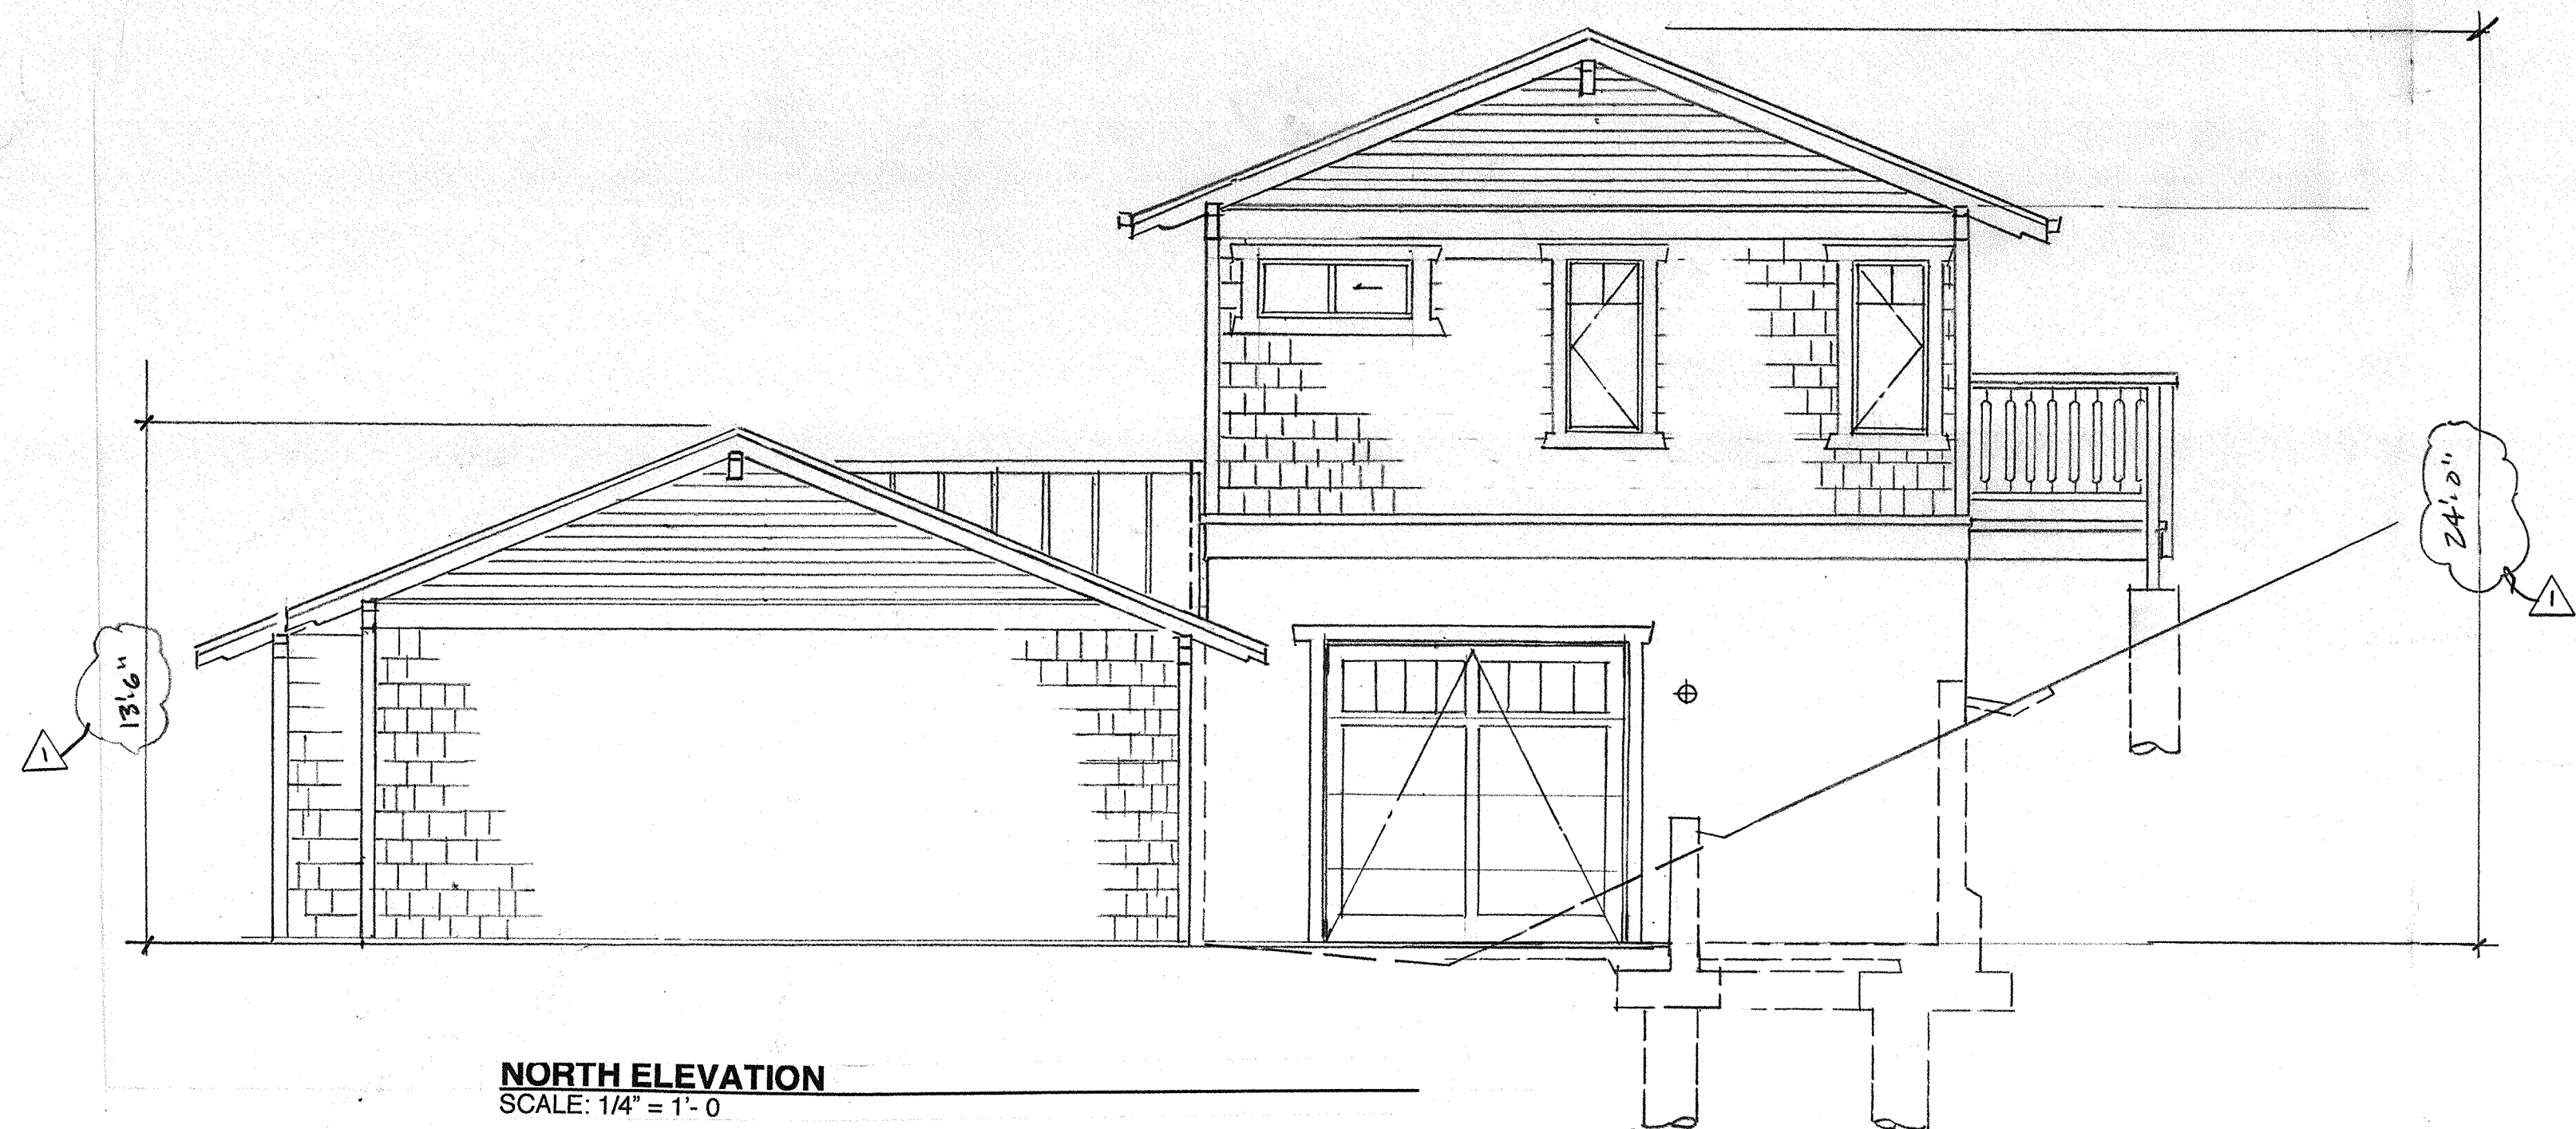 24'-0"
13'-6"
1
1
NORTH ELEVATION
SCALE: 1/4” = 1'- 0